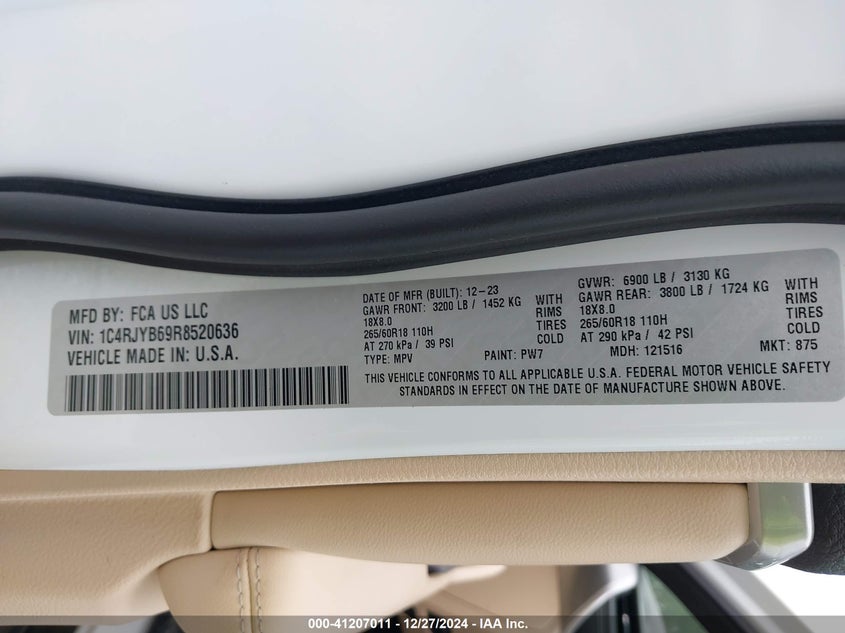 MFD BY: FCA US LLC
VIN: 1C4RJYB69R8520636
VEHICLE MADE IN: U.S.A.
DATE OF MFR (BUILT): 12-23
GAWR FRONT: 3200 LB / 1452 KG WITH
18X8.0 RIMS
265/60R18 110H TIRES
AT 270 kPa / 39 PSI COLD
TYPE: MPV PAINT: PW7
GVWR: 6900 LB / 3130 KG
GAWR REAR: 3800 LB / 1724 KG WITH
18X8.0 RIMS
265/60R18 110H TIRES
AT 290 kPa / 42 PSI COLD
MDH: 121516 MKT: 875
THIS VEHICLE CONFORMS TO ALL APPLICABLE U.S.A. FEDERAL MOTOR VEHICLE SAFETY
STANDARDS IN EFFECT ON THE DATE OF MANUFACTURE SHOWN ABOVE.
000-41207011 - 12/27/2024 - IAA Inc.